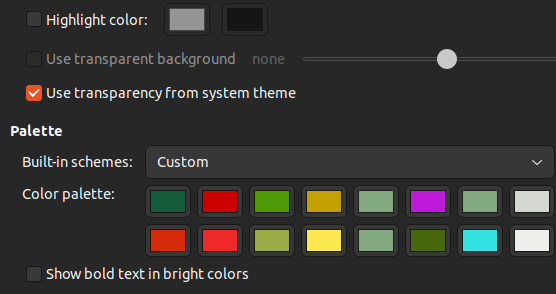 Highlight color:
Use transparent background none
Use transparency from system theme
Palette
Built-in schemes: Custom
Color palette:
Show bold text in bright colors